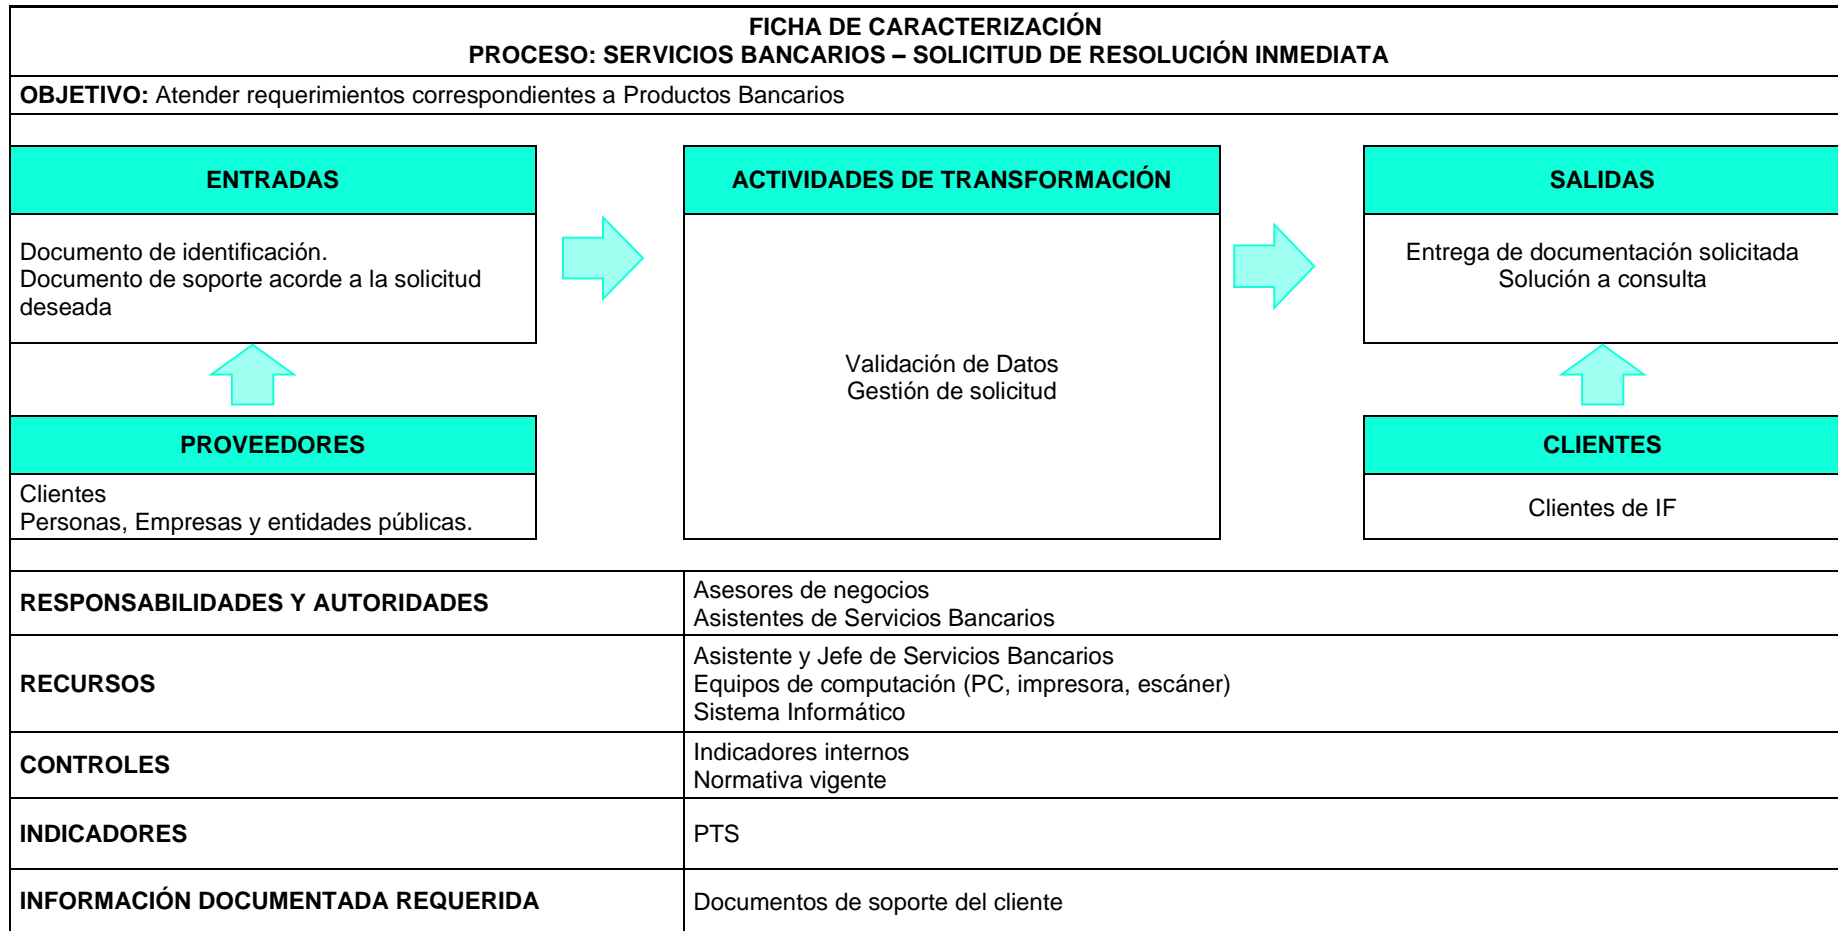 FICHA DE CARACTERIZACIÓN
PROCESO: SERVICIOS BANCARIOS – SOLICITUD DE RESOLUCIÓN INMEDIATA
OBJETIVO: Atender requerimientos correspondientes a Productos Bancarios
ENTRADAS
Documento de identificación.
Documento de soporte acorde a la solicitud
deseada
PROVEEDORES
Clientes
Personas, Empresas y entidades públicas.
ACTIVIDADES DE TRANSFORMACIÓN
Validación de Datos
Gestión de solicitud
SALIDAS
Entrega de documentación solicitada
Solución a consulta
CLIENTES
Clientes de IF
RESPONSABILIDADES Y AUTORIDADES
Asesores de negocios
Asistentes de Servicios Bancarios
RECURSOS
Asistente y Jefe de Servicios Bancarios
Equipos de computación (PC, impresora, escáner)
Sistema Informático
CONTROLES
Indicadores internos
Normativa vigente
INDICADORES
PTS
INFORMACIÓN DOCUMENTADA REQUERIDA
Documentos de soporte del cliente